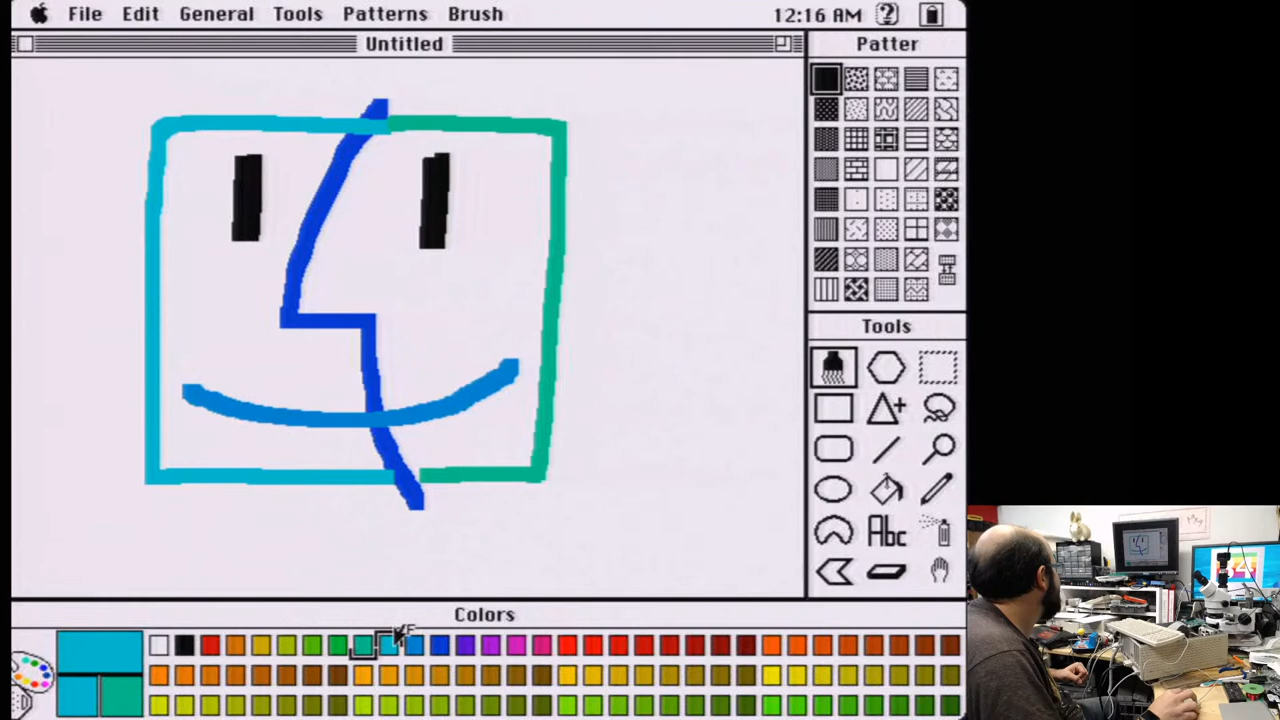 File Edit General Tools Patterns Brush 12:16 AM
Untitled
Patter
Tools
Abc
Colors